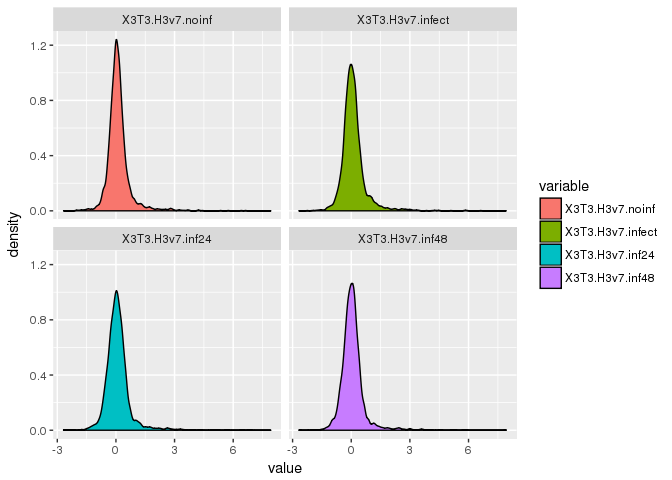 X3T3.H3v7.noinf X3T3.H3v7.infect
1.2
0.8
0.4
0.0
X3T3.H3v7.inf24 X3T3.H3v7.inf48
1.2
0.8
0.4
0.0
-3 0 3 6 -3 0 3 6
value
density
variable
X3T3.H3v7.noinf
X3T3.H3v7.infect
X3T3.H3v7.inf24
X3T3.H3v7.inf48